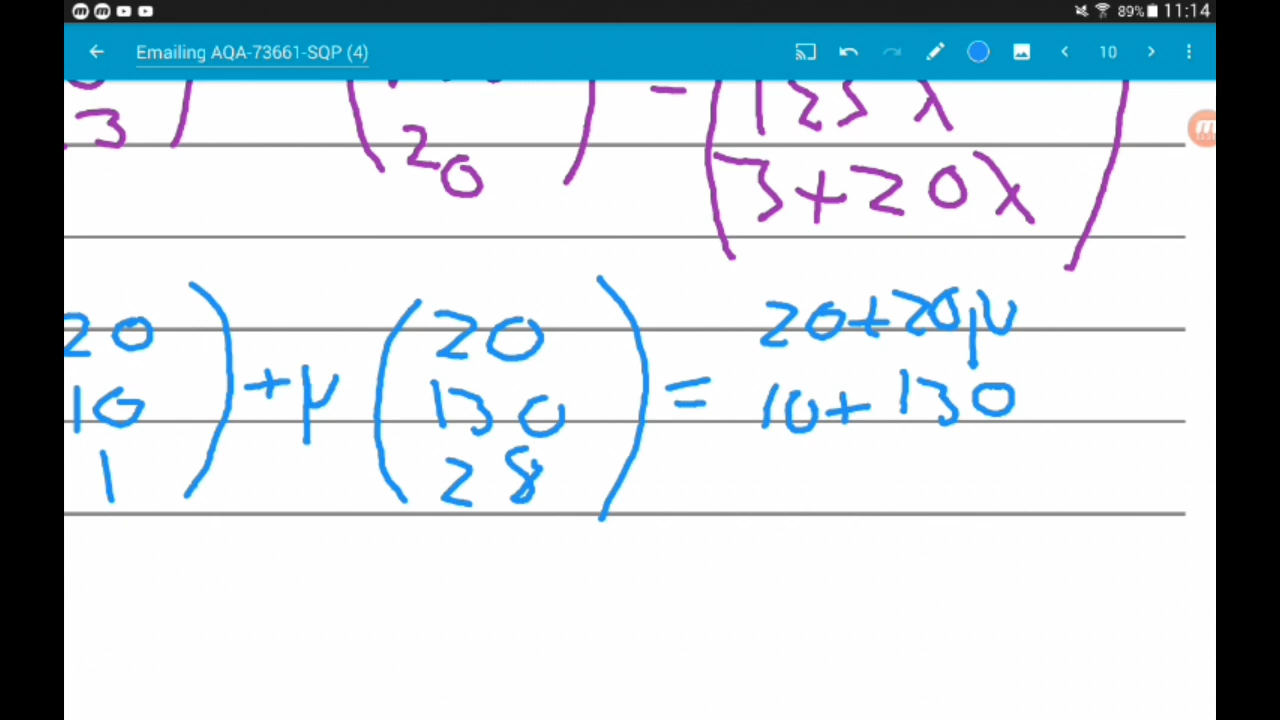 11:14
89%
Emailing AQA-73661-SQP (4)
10
3
20
= 125λ
3+20λ
20 20 20+20μ
10 +μ 130 = 10+130
1 28